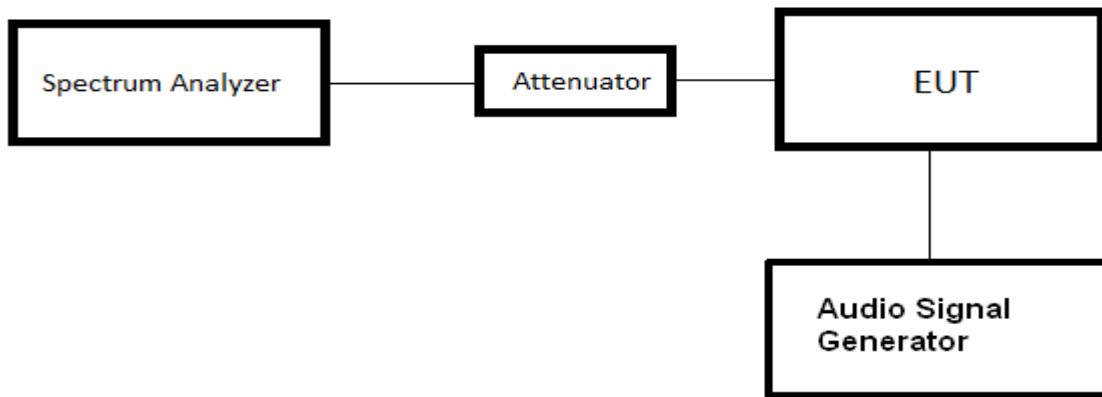 Spectrum Analyzer
Attenuator
EUT
Audio Signal
Generator